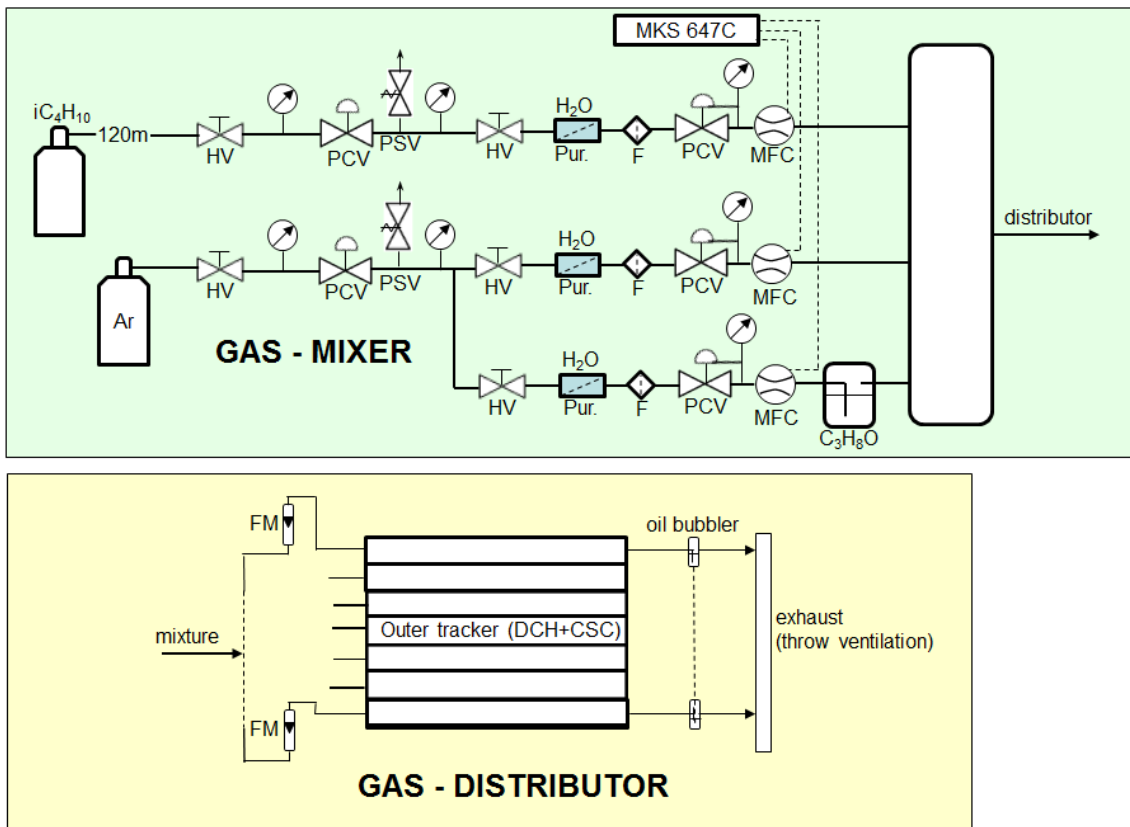 MKS 647C
iC₄H₁₀
120m
HV
PCV
PSV
HV
H₂O
Pur.
F
PCV
MFC
distributor
Ar
HV
PCV
PSV
HV
H₂O
Pur.
F
PCV
MFC
GAS - MIXER
HV
H₂O
Pur.
F
PCV
MFC
C₃H₈O
FM
oil bubbler
mixture
Outer tracker (DCH+CSC)
exhaust
(throw ventilation)
FM
GAS - DISTRIBUTOR